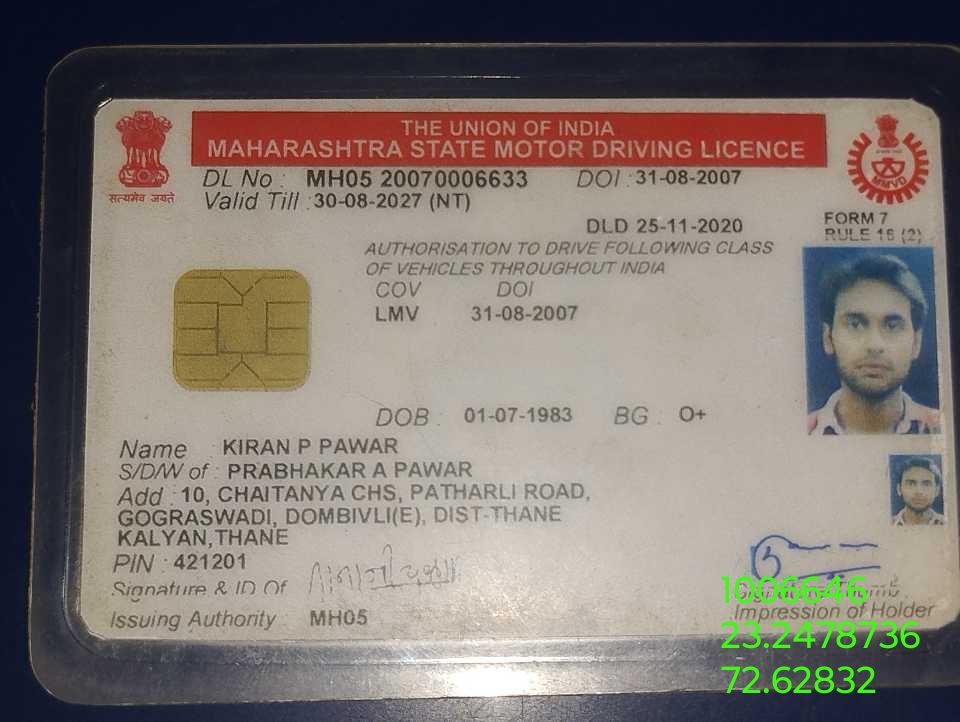 THE UNION OF INDIA
MAHARASHTRA STATE MOTOR DRIVING LICENCE
सत्यमेव जयते
MMVD
DL No : MH05 20070006633 DOI : 31-08-2007
Valid Till : 30-08-2027 (NT)
DLD 25-11-2020
FORM 7
RULE 16 (2)
AUTHORISATION TO DRIVE FOLLOWING CLASS
OF VEHICLES THROUGHOUT INDIA
COV DOI
LMV 31-08-2007
DOB : 01-07-1983 BG : O+
Name KIRAN P PAWAR
S/D/W of : PRABHAKAR A PAWAR
Add : 10, CHAITANYA CHS, PATHARLI ROAD,
GOGRASWADI, DOMBIVLI(E), DIST-THANE
KALYAN,THANE
PIN : 421201
Signature & ID Of
Issuing Authority MH05
Impression of Holder
1006646
23.2478736
72.62832